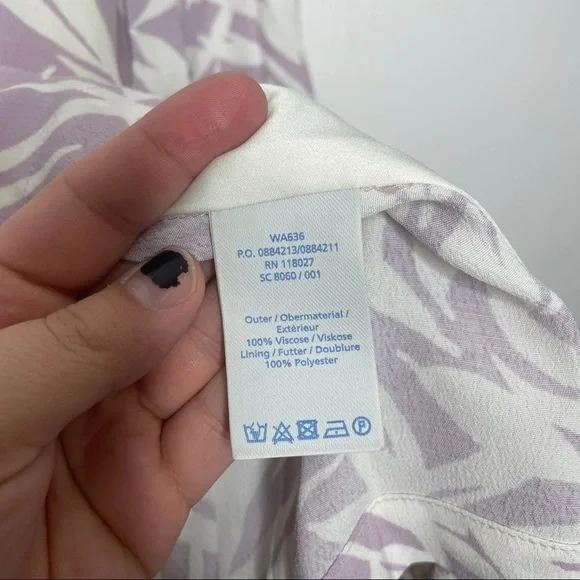 WA636
P.O. 0884213/0884211
RN 118027
SC 8060 / 001
Outer / Obermaterial /
Extérieur
100% Viscose / Viskose
Lining / Futter / Doublure
100% Polyester
P